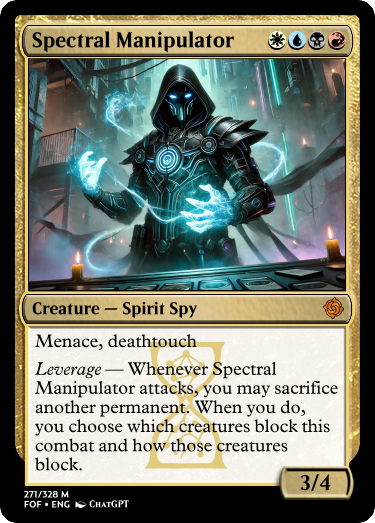 Spectral Manipulator
Creature — Spirit Spy
Menace, deathtouch
Leverage — Whenever Spectral
Manipulator attacks, you may sacrifice
another permanent. When you do,
you choose which creatures block this
combat and how those creatures
block.
3/4
271/328 M
FOF • ENG ChatGPT